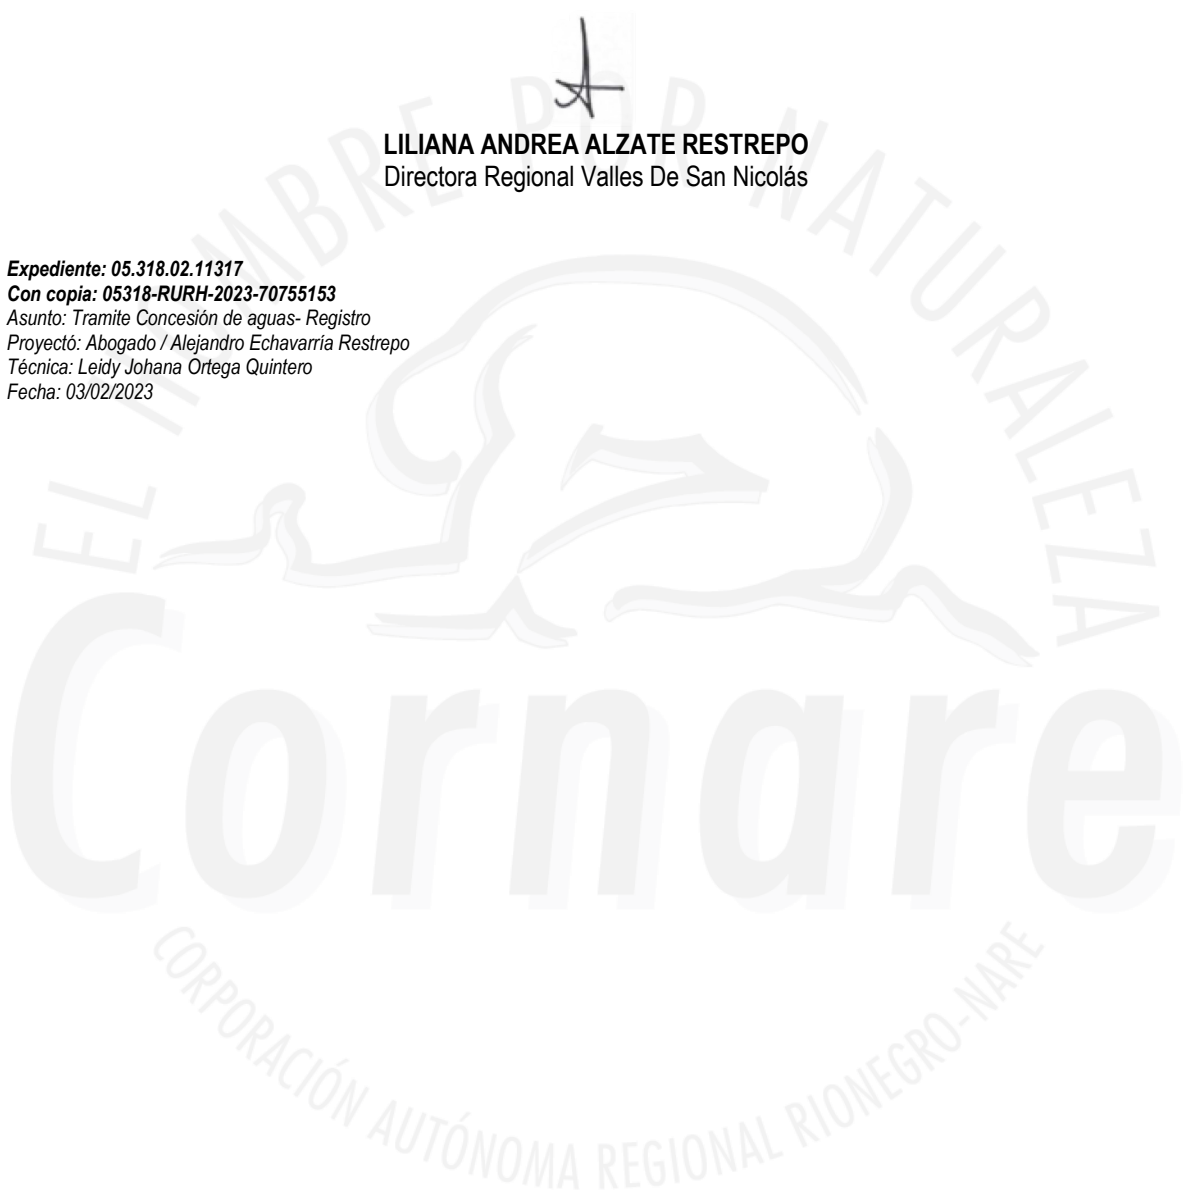 LILIANA ANDREA ALZATE RESTREPO
Directora Regional Valles De San Nicolás
Expediente: 05.318.02.11317
Con copia: 05318-RURH-2023-70755153
Asunto: Tramite Concesión de aguas- Registro
Proyectó: Abogado / Alejandro Echavarría Restrepo
Técnica: Leidy Johana Ortega Quintero
Fecha: 03/02/2023
EL HOMBRE POR NATURALEZA
Cornare
CORPORACIÓN AUTÓNOMA REGIONAL RIONEGRO-NARE